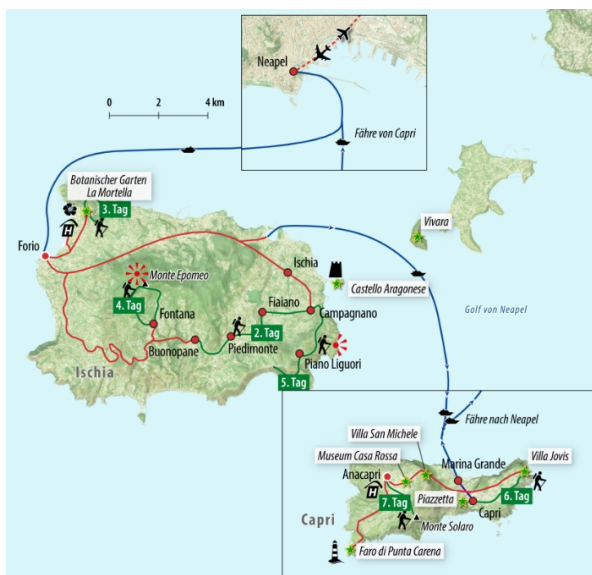 Neapel
0 2 4 km
Fähre von Capri
Botanischer Garten
La Mortella
3. Tag
H
Vivara
Forio
Ischia
Castello Aragonese
Monte Epomeo
Golf von Neapel
4. Tag
Fiaiano
Campagnano
Fontana
2. Tag
Buonopane
Piedimonte
Piano Liguori
Ischia
5. Tag
Fähre nach Neapel
Villa San Michele
Museum Casa Rossa
Marina Grande
Villa Jovis
Anacapri
H
Piazzetta
6. Tag
7. Tag
Capri
Capri
Monte Solaro
Faro di Punta Carena